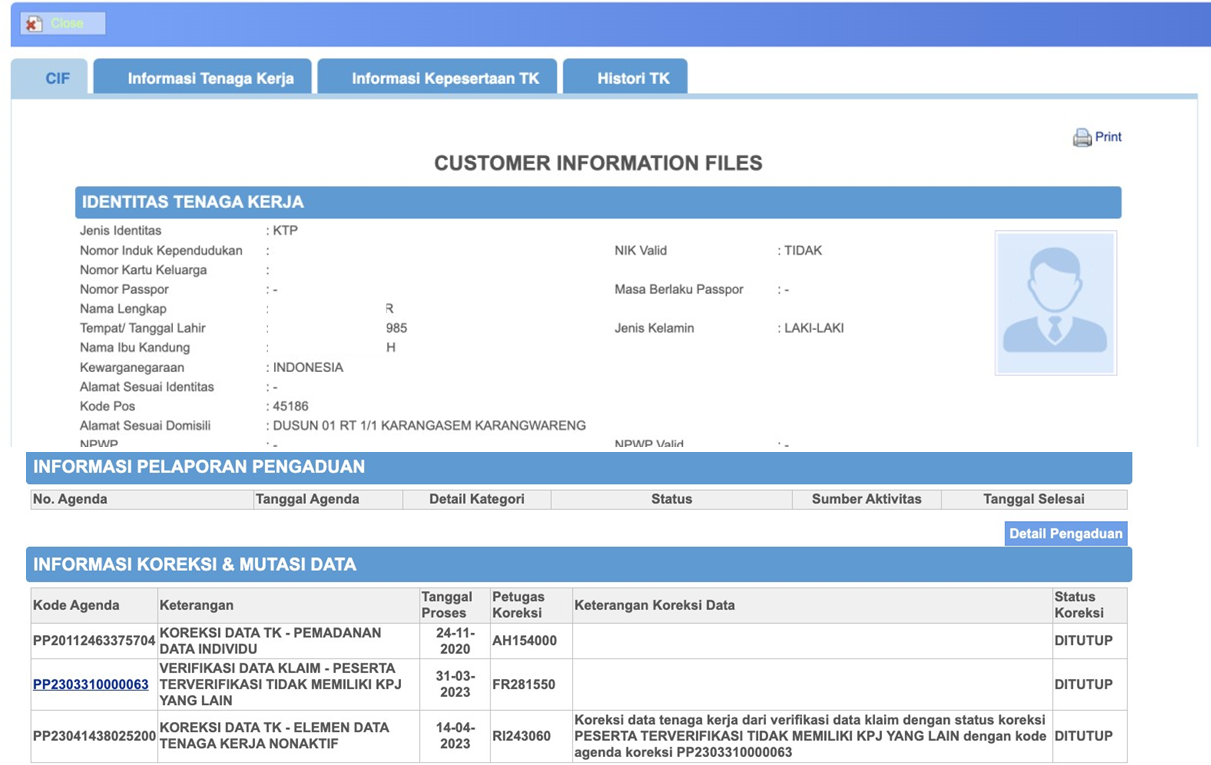 Close
CIF Informasi Tenaga Kerja Informasi Kepesertaan TK Histori TK
Print
CUSTOMER INFORMATION FILES
IDENTITAS TENAGA KERJA
Jenis Identitas : KTP
Nomor Induk Kependudukan : NIK Valid : TIDAK
Nomor Kartu Keluarga :
Nomor Passpor : - Masa Berlaku Passpor : -
Nama Lengkap : R
Tempat/ Tanggal Lahir : 985 Jenis Kelamin : LAKI-LAKI
Nama Ibu Kandung : H
Kewarganegaraan : INDONESIA
Alamat Sesuai Identitas : -
Kode Pos : 45186
Alamat Sesuai Domisili : DUSUN 01 RT 1/1 KARANGASEM KARANGWARENG
NPWP : - NPWP Valid : -
INFORMASI PELAPORAN PENGADUAN
No. Agenda Tanggal Agenda Detail Kategori Status Sumber Aktivitas Tanggal Selesai
Detail Pengaduan
INFORMASI KOREKSI & MUTASI DATA
Kode Agenda Keterangan Tanggal Proses Petugas Koreksi Keterangan Koreksi Data Status Koreksi
PP20112463375704 KOREKSI DATA TK - PEMADANAN DATA INDIVIDU 24-11-2020 AH154000 DITUTUP
PP2303310000063 VERIFIKASI DATA KLAIM - PESERTA TERVERIFIKASI TIDAK MEMILIKI KPJ YANG LAIN 31-03-2023 FR281550 DITUTUP
PP23041438025200 KOREKSI DATA TK - ELEMEN DATA TENAGA KERJA NONAKTIF 14-04-2023 RI243060 Koreksi data tenaga kerja dari verifikasi data klaim dengan status koreksi PESERTA TERVERIFIKASI TIDAK MEMILIKI KPJ YANG LAIN dengan kode agenda koreksi PP2303310000063 DITUTUP